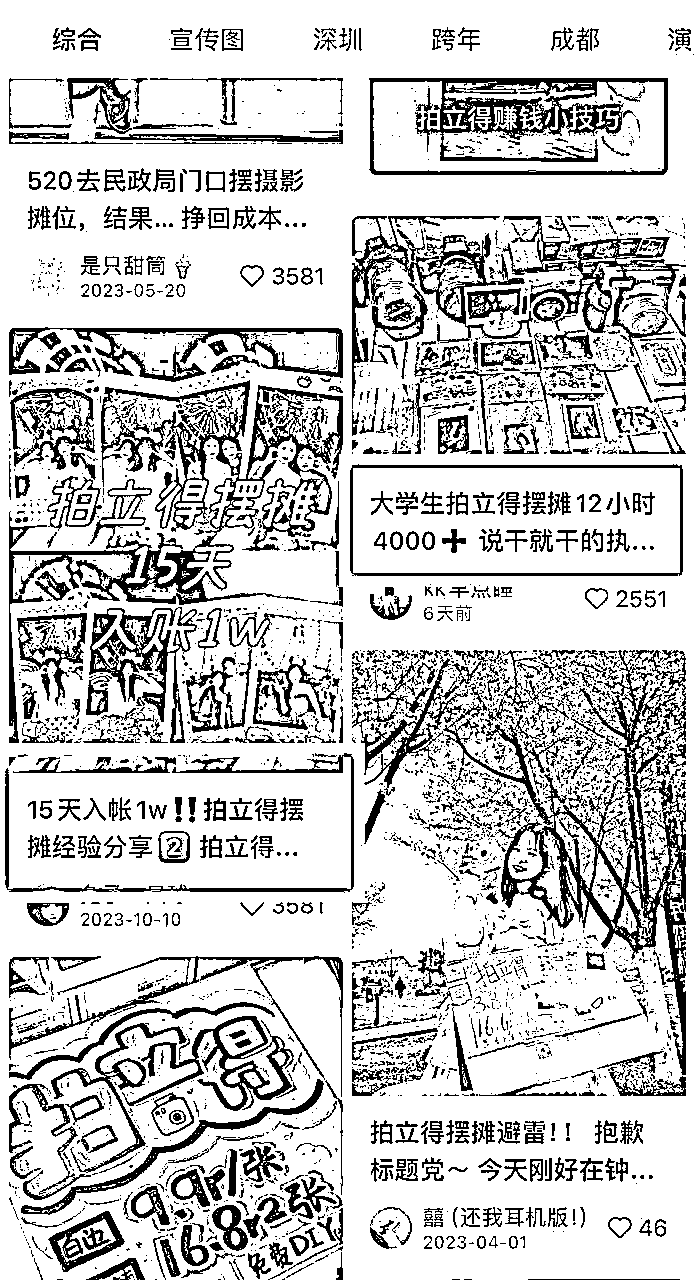 综合 宣传图 深圳 跨年 成都 演
拍立得赚钱小技巧
520去民政局门口摆摄影
摊位，结果... 挣回成本...
是只甜筒🍦
2023-05-20
3581
拍立得摆摊
15天
入账1w
15天入帐1w‼️拍立得摆
摊经验分享2️⃣ 拍立得...
2023-10-10
3581
拍立得
9.9r/张
白边
16.8r2张
免费DIY
大学生拍立得摆摊12小时
4000➕ 说干就干的执...
6天前
2551
拍立得摆摊避雷!! 抱歉
标题党～ 今天刚好在钟...
囍(还我耳机版!)
2023-04-01
46